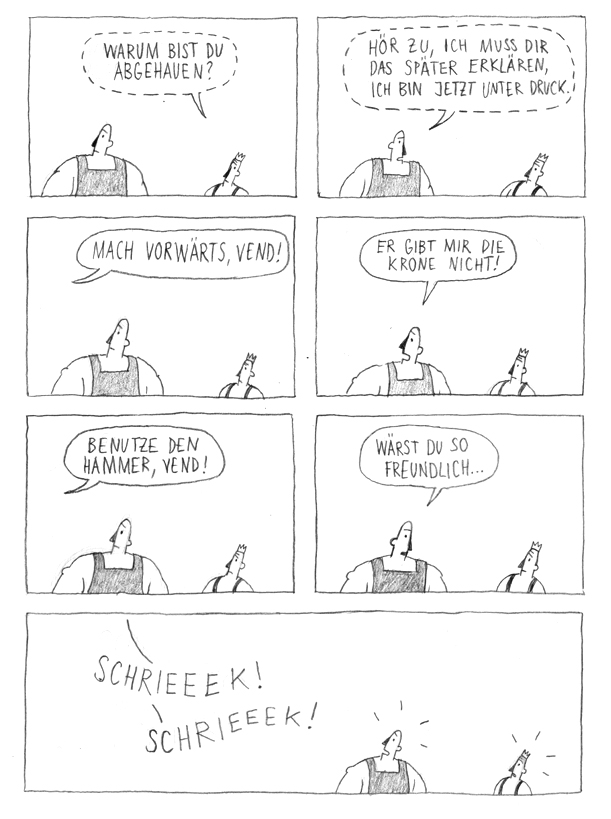 WARUM BIST DU
ABGEHAUEN?
HÖR ZU, ICH MUSS DIR
DAS SPÄTER ERKLÄREN,
ICH BIN JETZT UNTER DRUCK.
MACH VORWÄRTS, VEND!
ER GIBT MIR DIE
KRONE NICHT!
BENUTZE DEN
HAMMER, VEND!
WÄRST DU SO
FREUNDLICH...
SCHRIEEEK!
SCHRIEEEK!